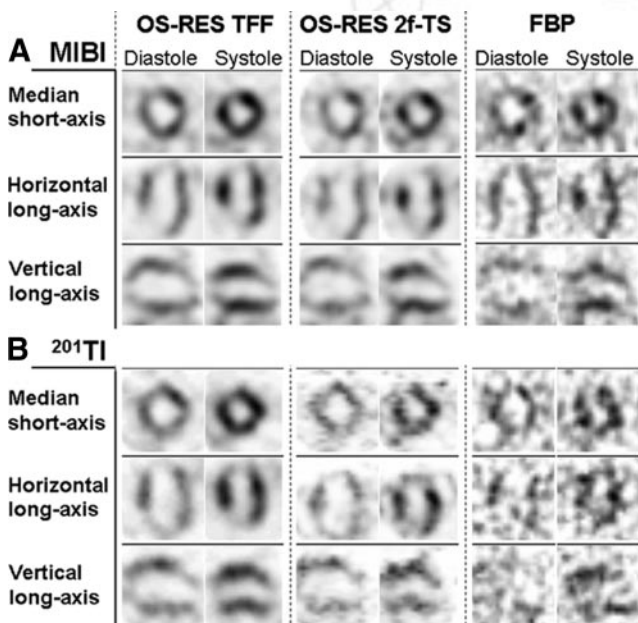 OS-RES TFF OS-RES 2f-TS FBP
A MIBI Diastole Systole Diastole Systole Diastole Systole
Median
short-axis
Horizontal
long-axis
Vertical
long-axis
B ²⁰¹Tl
Median
short-axis
Horizontal
long-axis
Vertical
long-axis